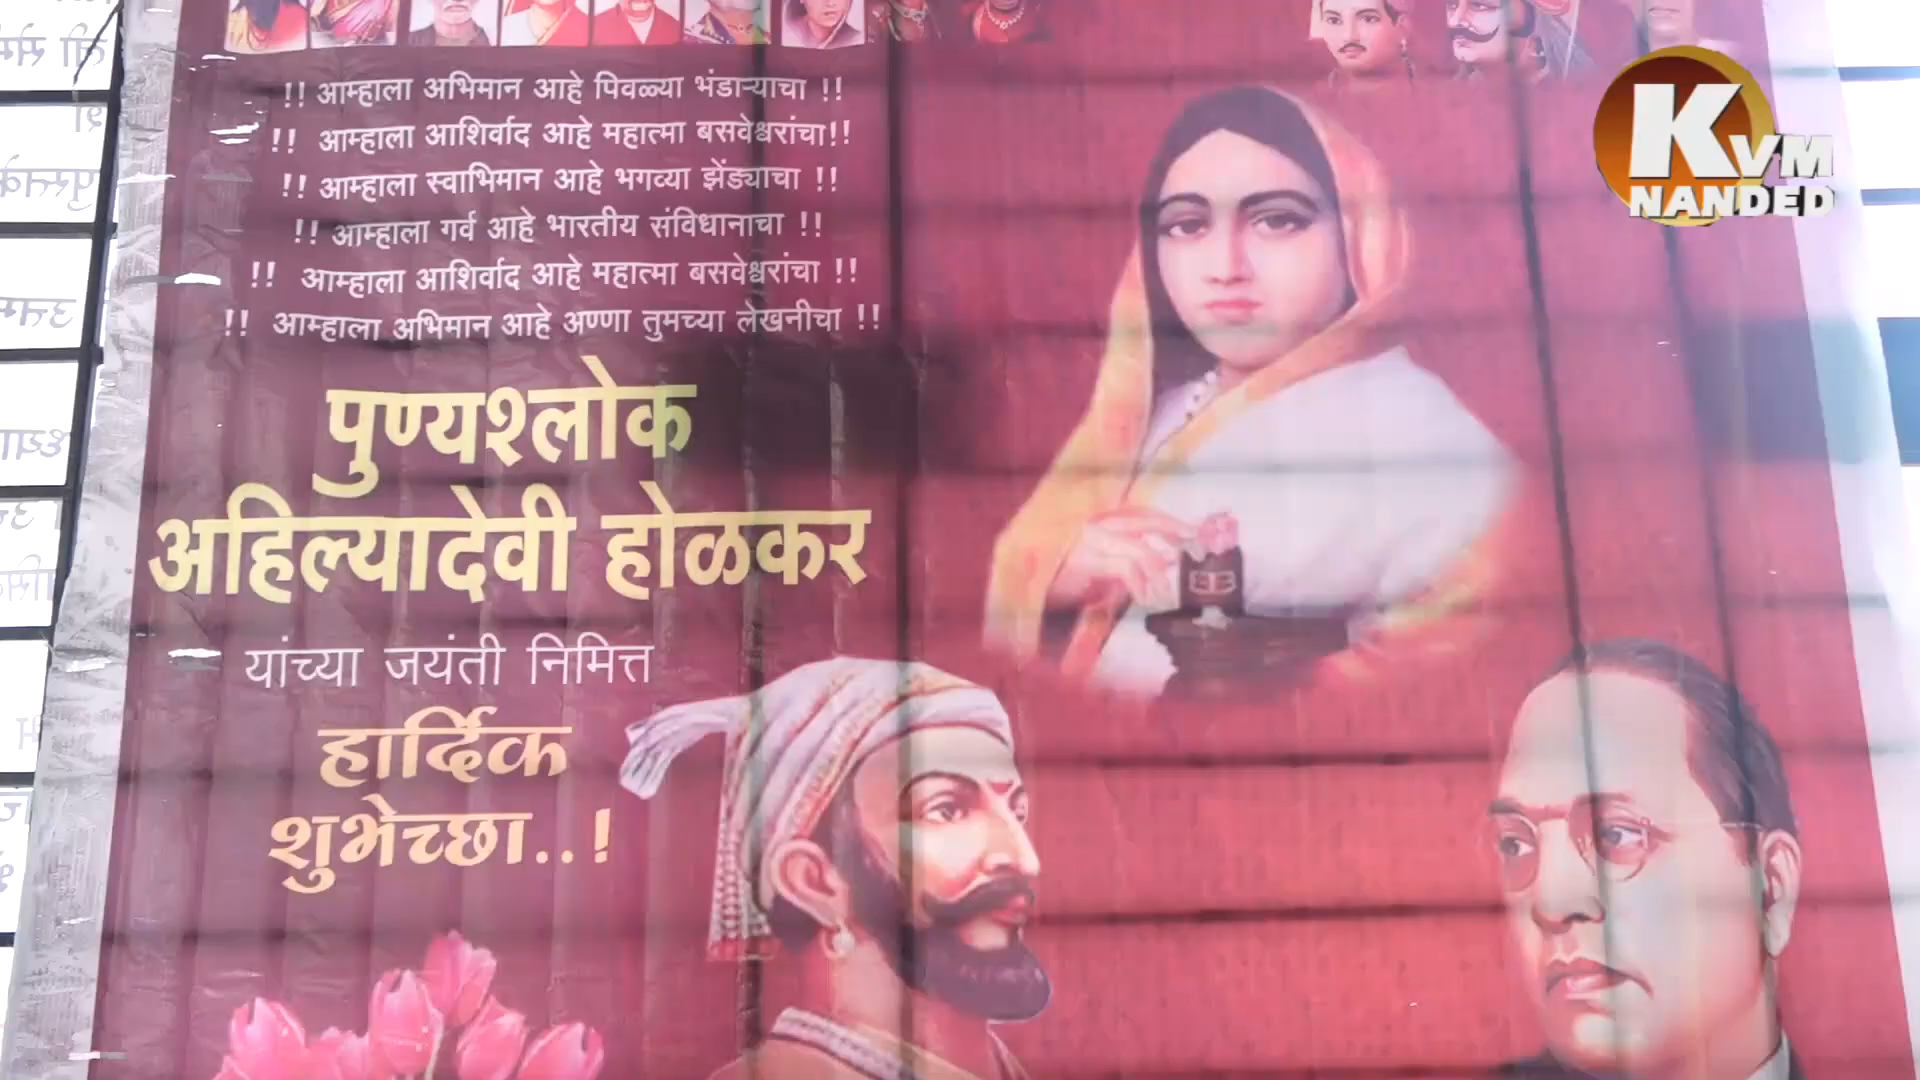 !! आम्हाला अभिमान आहे पिवळ्या भंडाऱ्याचा !!
!! आम्हाला आशिर्वाद आहे महात्मा बसवेश्वरांचा!!
!! आम्हाला स्वाभिमान आहे भगव्या झेंड्याचा !!
!! आम्हाला गर्व आहे भारतीय संविधानाचा !!
!! आम्हाला आशिर्वाद आहे महात्मा बसवेश्वरांचा !!
!! आम्हाला अभिमान आहे अण्णा तुमच्या लेखनीचा !!
पुण्यश्लोक
अहिल्यादेवी होळकर
यांच्या जयंती निमित्त
हार्दिक
शुभेच्छा..!
KVM
NANDED